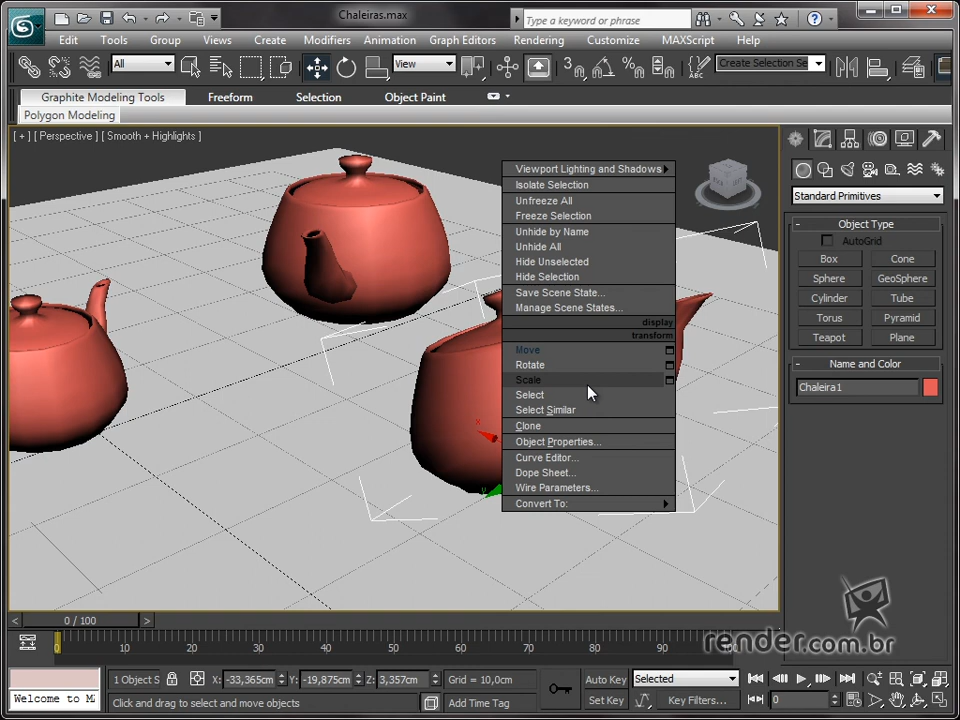 Chaleiras.max
Type a keyword or phrase
Edit Tools Group Views Create Modifiers Animation Graph Editors Rendering Customize MAXScript Help
All View Create Selection Se
Graphite Modeling Tools Freeform Selection Object Paint
Polygon Modeling
[ + ] [ Perspective ] [ Smooth + Highlights ]
Viewport Lighting and Shadows
Isolate Selection
Unfreeze All
Freeze Selection
Unhide by Name
Unhide All
Hide Unselected
Hide Selection
Save Scene State...
Manage Scene States...
display
transform
Move
Rotate
Scale
Select
Select Similar
Clone
Object Properties...
Curve Editor...
Dope Sheet...
Wire Parameters...
Convert To:
x
y
Standard Primitives
- Object Type
AutoGrid
Box Cone
Sphere GeoSphere
Cylinder Tube
Torus Pyramid
Teapot Plane
- Name and Color
Chaleira1
render.com.br
< 0 / 100 >
0 10 20 30 40 50 60 70 80 90 100
1 Object S X: -33,365cm Y: -19,875cm Z: 3,357cm Grid = 10,0cm Auto Key Selected
Welcome to M Click and drag to select and move objects Add Time Tag Set Key Key Filters... 0